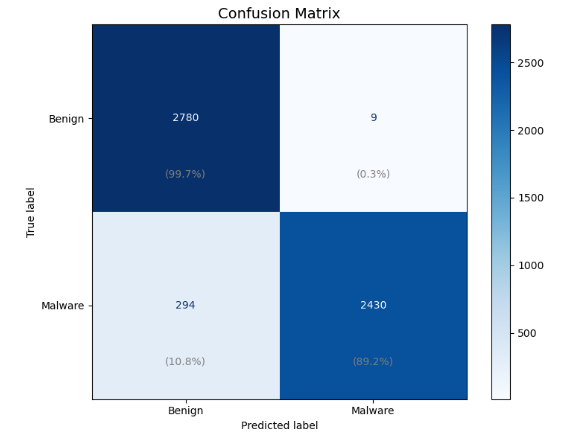 Confusion Matrix
Benign
2780
9
(99.7%)
(0.3%)
True label
Malware
294
2430
(10.8%)
(89.2%)
Benign
Malware
Predicted label
2500
2000
1500
1000
500